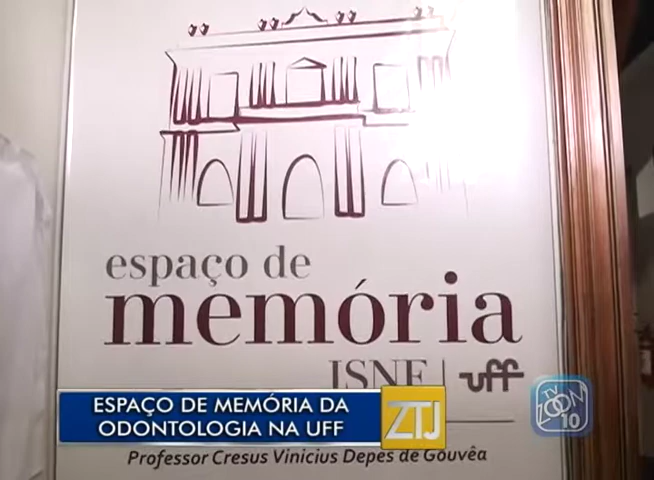 espaço de
memória
ISNF | uff
ESPAÇO DE MEMÓRIA DA
ODONTOLOGIA NA UFF
ZTJ
TV
ZOOM
10
Professor Cresus Vinicius Depes de Gouvêa